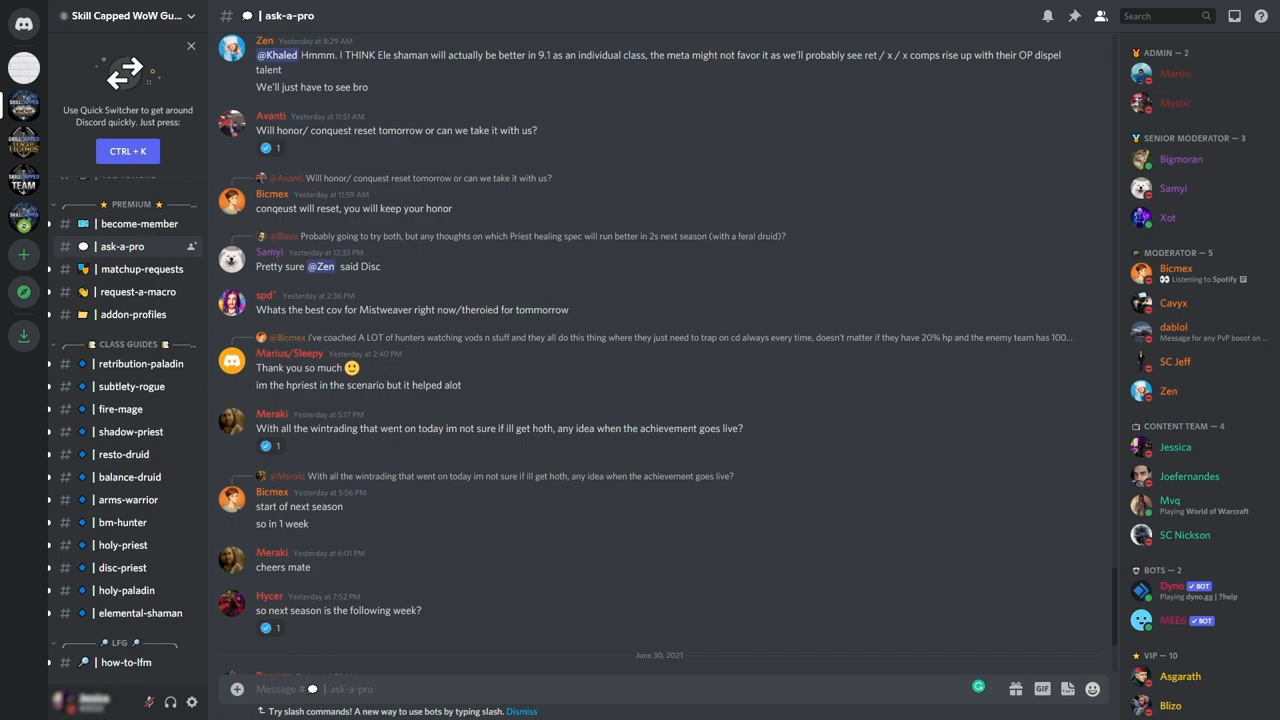 Skill Capped WoW Gu...
Use Quick Switcher to get around
Discord quickly. Just press:
CTRL + K
PREMIUM
become-member
ask-a-pro
matchup-requests
request-a-macro
addon-profiles
CLASS GUIDES
retribution-paladin
subtlety-rogue
fire-mage
shadow-priest
resto-druid
balance-druid
arms-warrior
bm-hunter
holy-priest
disc-priest
holy-paladin
elemental-shaman
LFG
how-to-lfm
# | ask-a-pro
Search
Zen Yesterday at 8:29 AM
@Khaled Hmmm. I THINK Ele shaman will actually be better in 9.1 as an individual class, the meta might not favor it as we'll probably see ret / x / x comps rise up with their OP dispel
talent
We'll just have to see bro
Avanti Yesterday at 11:51 AM
Will honor/ conquest reset tomorrow or can we take it with us?
1
@Avanti Will honor/ conquest reset tomorrow or can we take it with us?
Bicmex Yesterday at 11:59 AM
conqeust will reset, you will keep your honor
@Blaze Probably going to try both, but any thoughts on which Priest healing spec will run better in 2s next season (with a feral druid)?
Samyi Yesterday at 12:33 PM
Pretty sure @Zen said Disc
spd^ Yesterday at 2:36 PM
Whats the best cov for Mistweaver right now/theroied for tommorrow
@Bicmex i've coached A LOT of hunters watching vods n stuff and they all do this thing where they just need to trap on cd always every time, doesn't matter if they have 20% hp and the enemy team has 100...
Marius/Sleepy Yesterday at 2:40 PM
Thank you so much 🙂
im the hpriest in the scenario but it helped alot
Meraki Yesterday at 5:17 PM
With all the wintrading that went on today im not sure if ill get hoth, any idea when the achievement goes live?
1
@Meraki With all the wintrading that went on today im not sure if ill get hoth, any idea when the achievement goes live?
Bicmex Yesterday at 5:56 PM
start of next season
so in 1 week
Meraki Yesterday at 6:01 PM
cheers mate
Hycer Yesterday at 7:52 PM
so next season is the following week?
1
June 30, 2021
Message # | ask-a-pro
GIF
Try slash commands! A new way to use bots by typing slash. Dismiss
ADMIN — 2
Martin
Mystic
SENIOR MODERATOR — 3
Bigmoran
Samyi
Xot
MODERATOR — 5
Bicmex
Listening to Spotify
Cavyx
dablol
Message for any PvP boost on ...
SC Jeff
Zen
CONTENT TEAM — 4
Jessica
Joefernandes
Mvq
Playing World of Warcraft
SC Nickson
BOTS — 2
Dyno BOT
Playing dyno.gg | ?help
MEE6 BOT
VIP — 10
Asgarath
Blizo